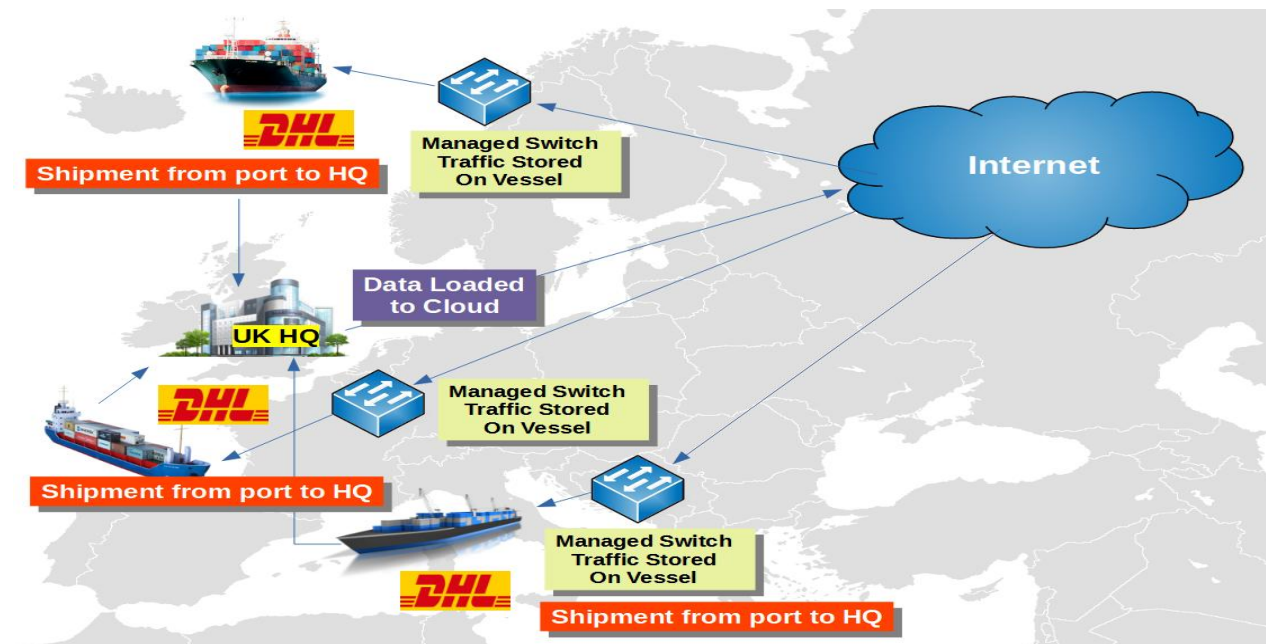 DHL
Shipment from port to HQ
Managed Switch
Traffic Stored
On Vessel
Internet
Data Loaded
to Cloud
UK HQ
DHL
Managed Switch
Traffic Stored
On Vessel
Shipment from port to HQ
Managed Switch
Traffic Stored
On Vessel
DHL
Shipment from port to HQ